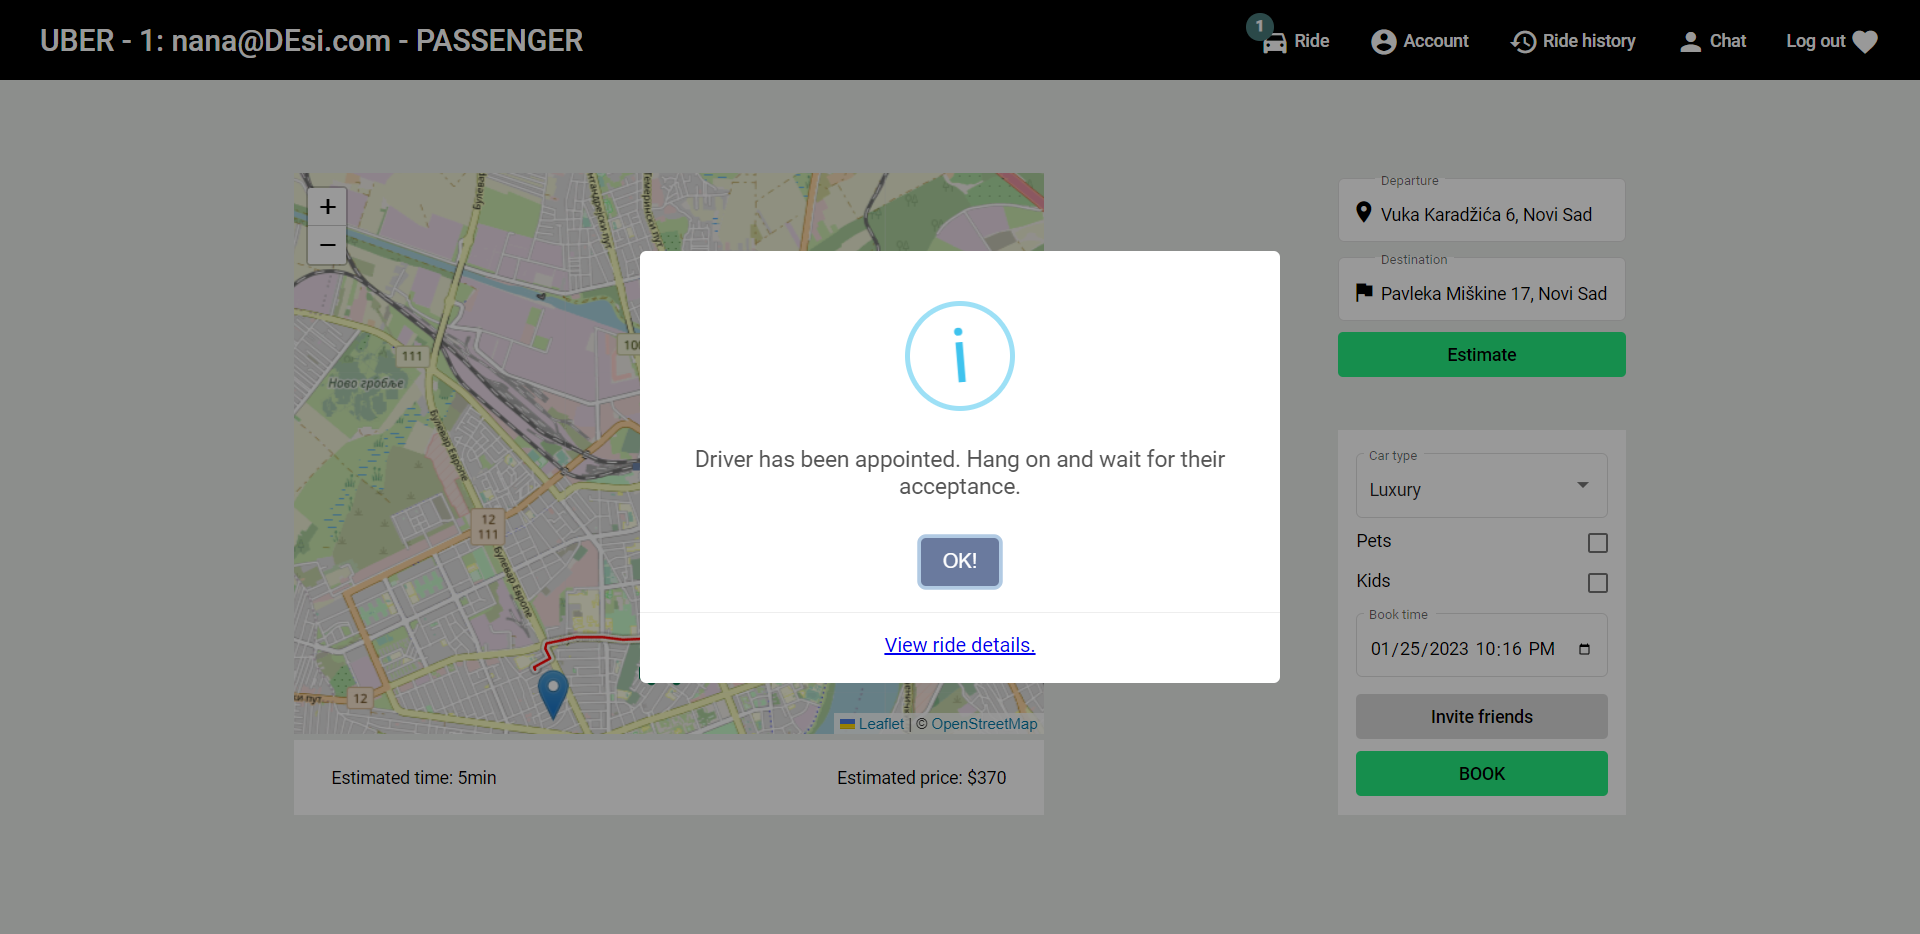 UBER - 1: nana@DEsi.com - PASSENGER
1
Ride
Account
Ride history
Chat
Log out
+
−
111
Ново гробље
Булевар Европе
12
111
Булевар Европе
12
Leaflet | © OpenStreetMap
Estimated time: 5min
Estimated price: $370
Driver has been appointed. Hang on and wait for their
acceptance.
OK!
View ride details.
Departure
Vuka Karadžića 6, Novi Sad
Destination
Pavleka Miškine 17, Novi Sad
Estimate
Car type
Luxury
Pets
Kids
Book time
01/25/2023 10:16 PM
Invite friends
BOOK